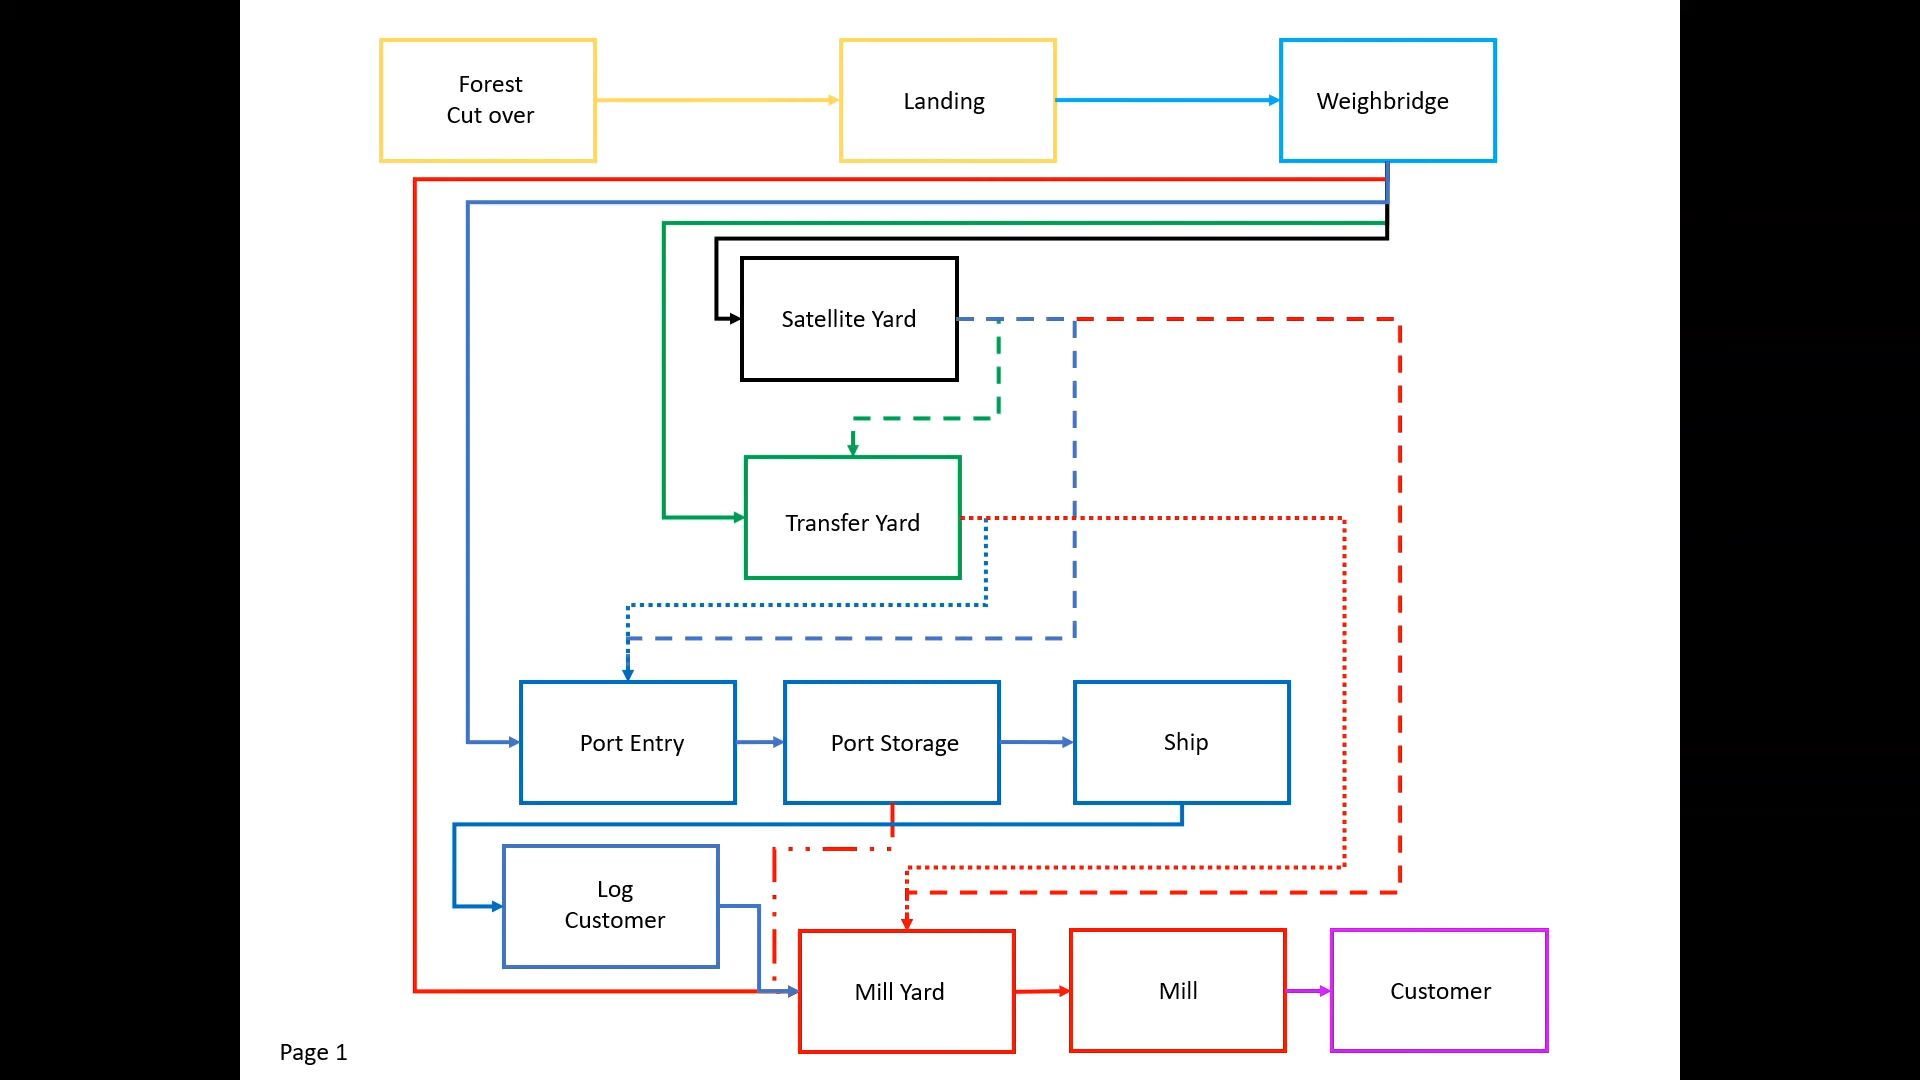 Forest
Cut over
Landing
Weighbridge
Satellite Yard
Transfer Yard
Port Entry
Port Storage
Ship
Log
Customer
Mill Yard
Mill
Customer
Page 1